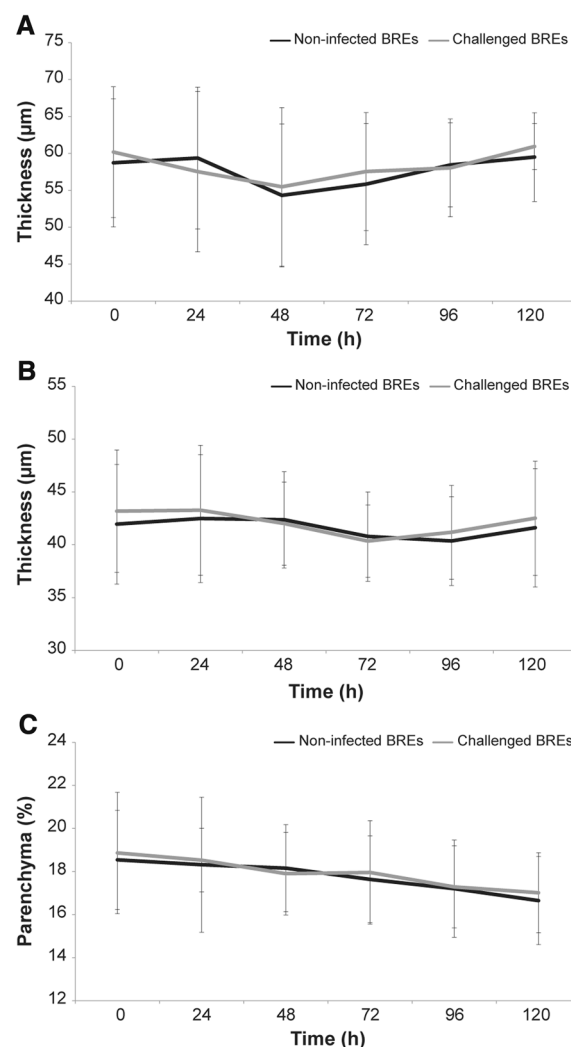 A
Non-infected BREs Challenged BREs
Thickness (µm)
75
70
65
60
55
50
45
40
0 24 48 72 96 120
Time (h)
B
Non-infected BREs Challenged BREs
Thickness (µm)
55
50
45
40
35
30
0 24 48 72 96 120
Time (h)
C
Non-infected BREs Challenged BREs
Parenchyma (%)
24
22
20
18
16
14
12
0 24 48 72 96 120
Time (h)